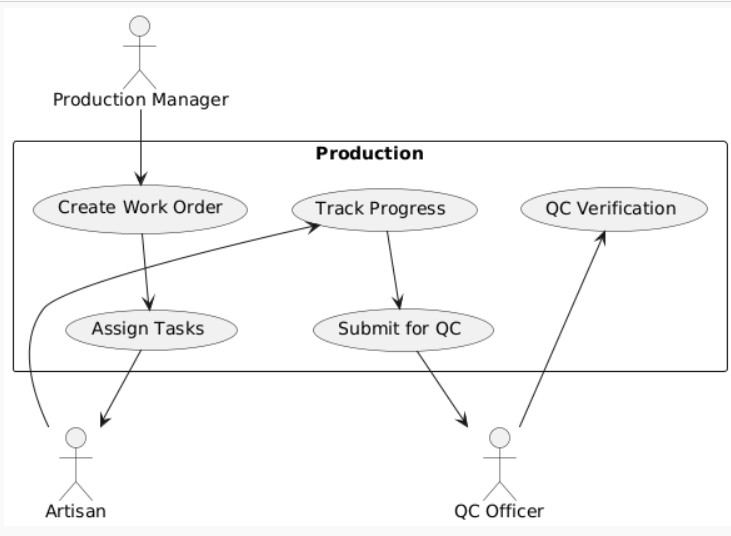 Production Manager
Production
Create Work Order
Track Progress
QC Verification
Assign Tasks
Submit for QC
Artisan
QC Officer